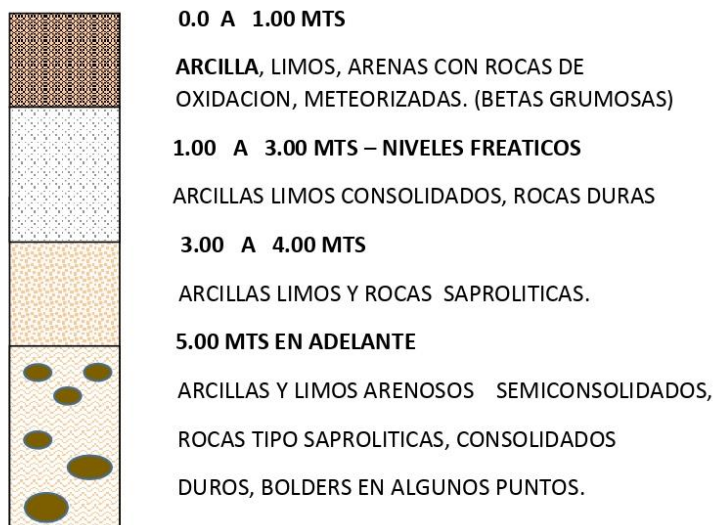 0.0 A 1.00 MTS
ARCILLA, LIMOS, ARENAS CON ROCAS DE
OXIDACION, METEORIZADAS. (BETAS GRUMOSAS)
1.00 A 3.00 MTS – NIVELES FREATICOS
ARCILLAS LIMOS CONSOLIDADOS, ROCAS DURAS
3.00 A 4.00 MTS
ARCILLAS LIMOS Y ROCAS SAPROLITICAS.
5.00 MTS EN ADELANTE
ARCILLAS Y LIMOS ARENOSOS SEMICONSOLIDADOS,
ROCAS TIPO SAPROLITICAS, CONSOLIDADOS
DUROS, BOLDERS EN ALGUNOS PUNTOS.